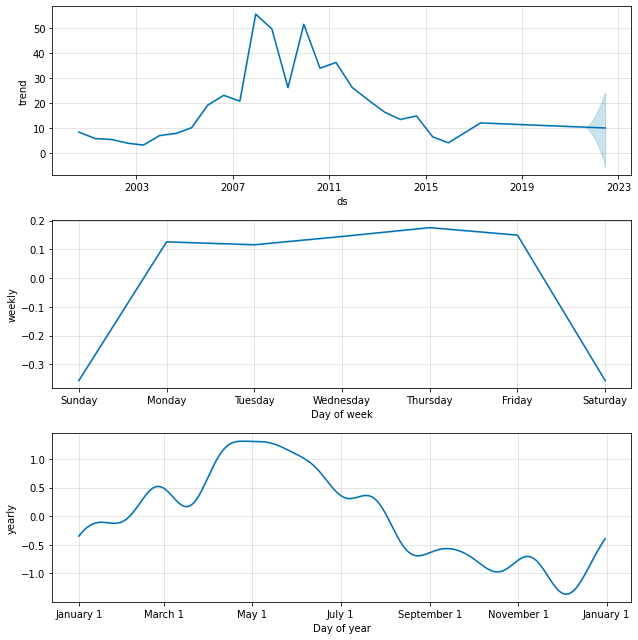 50
40
30
20
10
0
trend
2003 2007 2011 2015 2019 2023
ds
0.2
0.1
0.0
−0.1
−0.2
−0.3
weekly
Sunday Monday Tuesday Wednesday Thursday Friday Saturday
Day of week
1.0
0.5
0.0
−0.5
−1.0
yearly
January 1 March 1 May 1 July 1 September 1 November 1 January 1
Day of year